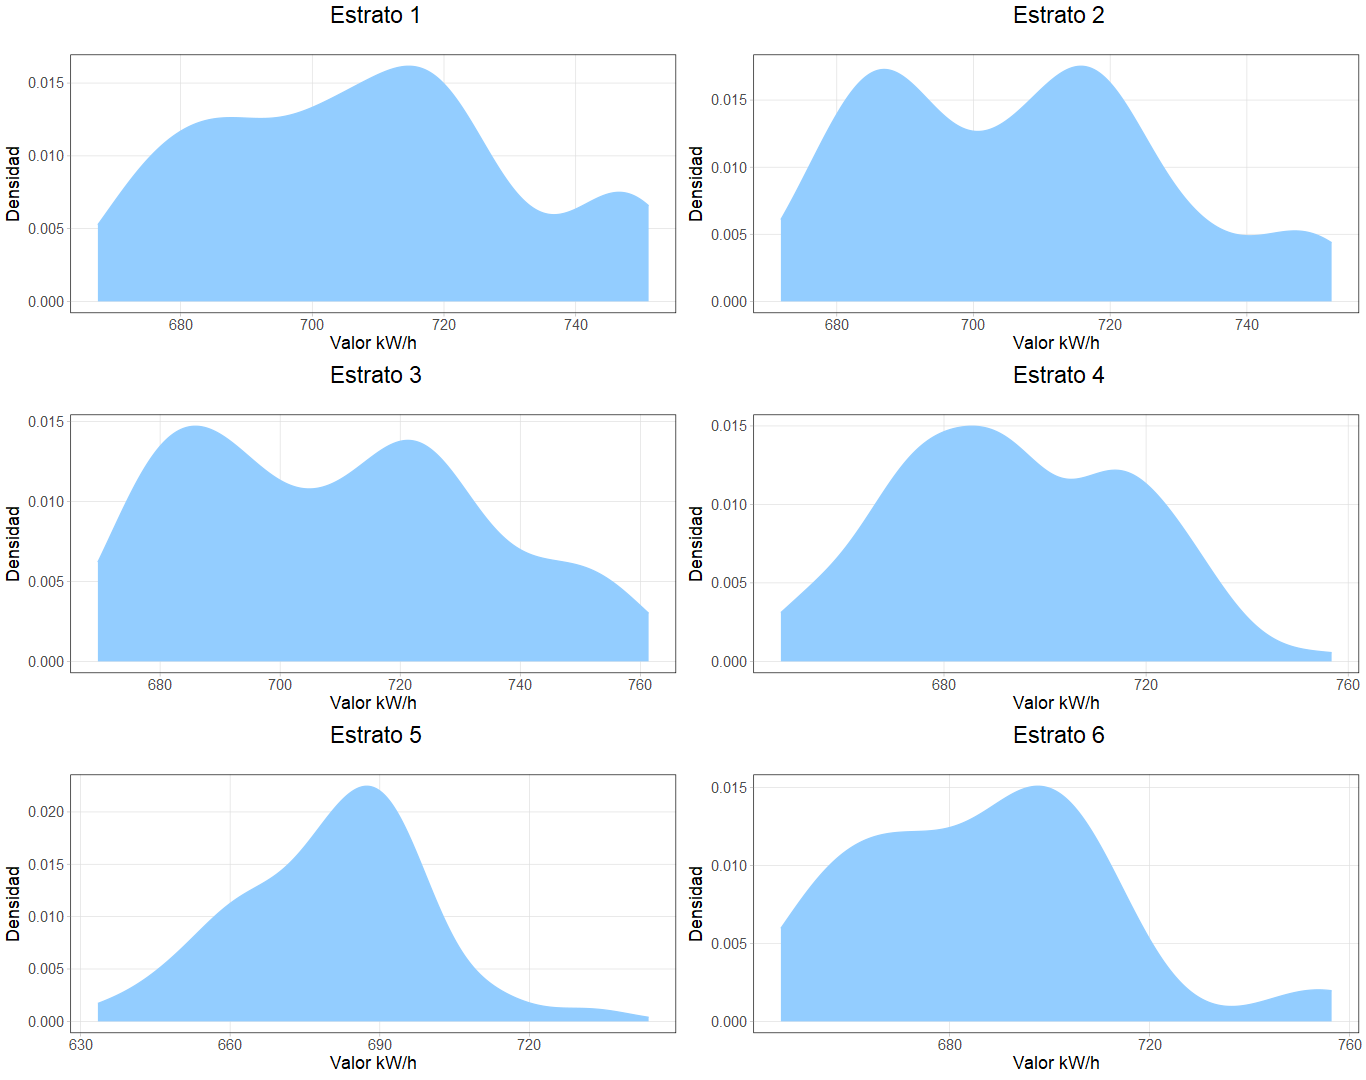 Estrato 1
Densidad
0.015
0.010
0.005
0.000
680 700 720 740
Valor kW/h
Estrato 2
Densidad
0.015
0.010
0.005
0.000
680 700 720 740
Valor kW/h
Estrato 3
Densidad
0.015
0.010
0.005
0.000
680 700 720 740 760
Valor kW/h
Estrato 4
Densidad
0.015
0.010
0.005
0.000
680 720 760
Valor kW/h
Estrato 5
Densidad
0.020
0.015
0.010
0.005
0.000
630 660 690 720
Valor kW/h
Estrato 6
Densidad
0.015
0.010
0.005
0.000
680 720 760
Valor kW/h